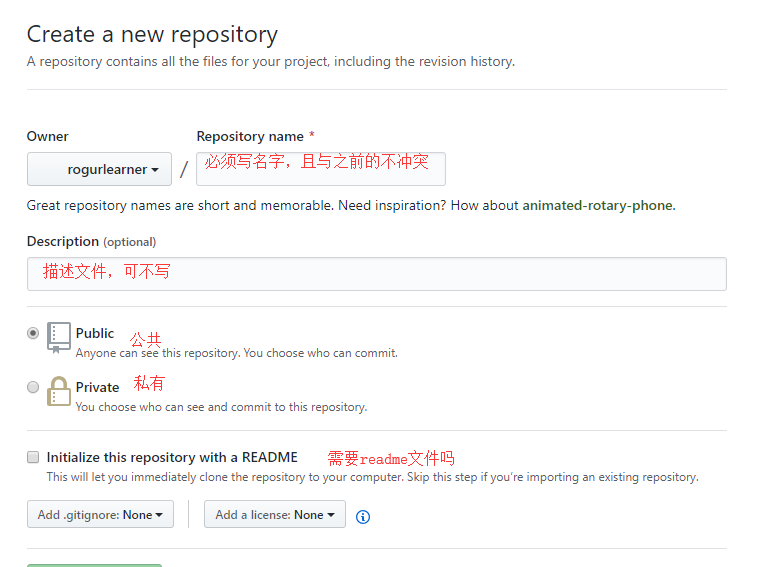 Create a new repository
A repository contains all the files for your project, including the revision history.
Owner
Repository name *
rogurlearner
/
必须写名字，且与之前的不冲突
Great repository names are short and memorable. Need inspiration? How about animated-rotary-phone.
Description (optional)
描述文件，可不写
Public
公共
Anyone can see this repository. You choose who can commit.
Private
私有
You choose who can see and commit to this repository.
Initialize this repository with a README
需要readme文件吗
This will let you immediately clone the repository to your computer. Skip this step if you’re importing an existing repository.
Add .gitignore: None
Add a license: None